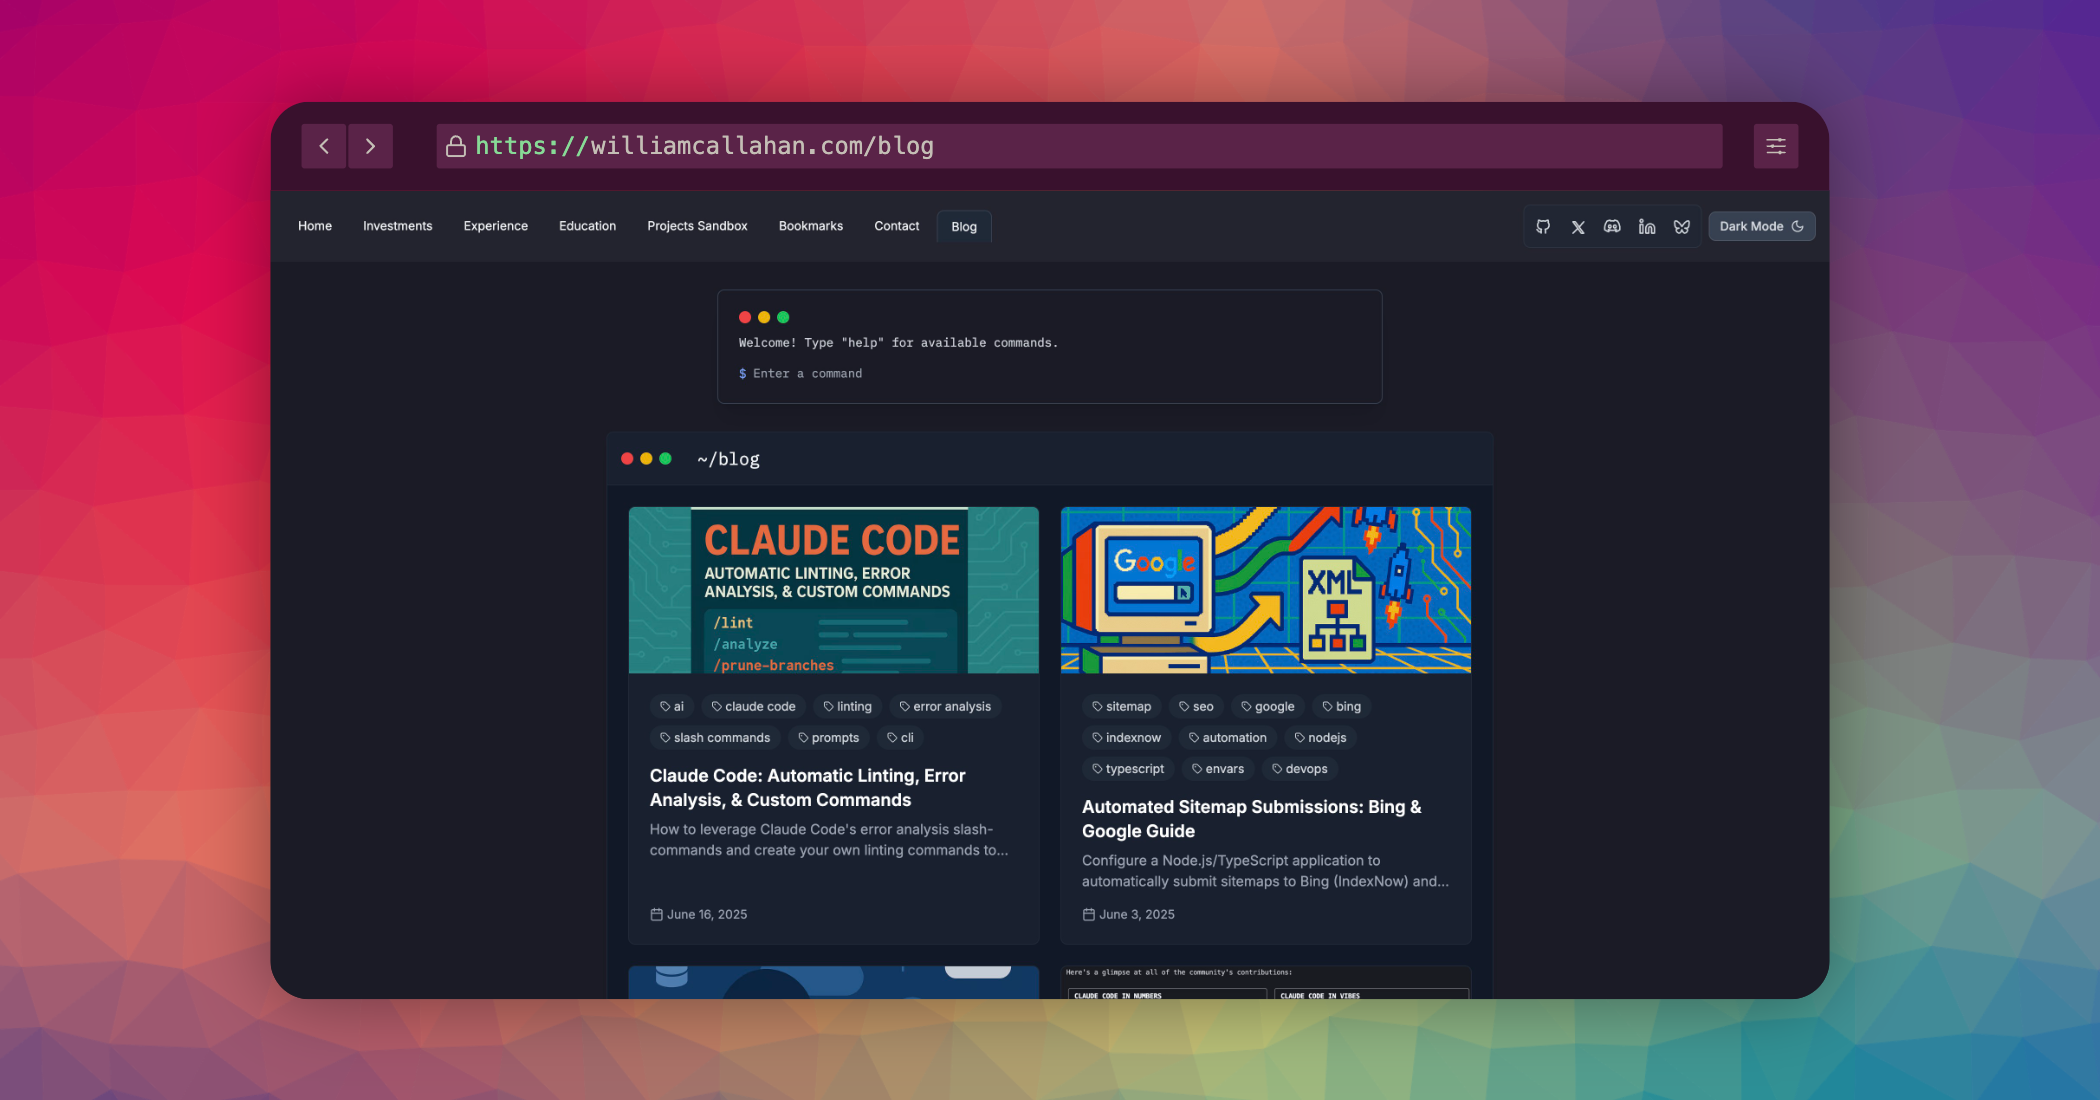 https://williamcallahan.com/blog
Home Investments Experience Education Projects Sandbox Bookmarks Contact Blog Dark Mode
Welcome! Type "help" for available commands.
$ Enter a command
~/blog
CLAUDE CODE
AUTOMATIC LINTING, ERROR
ANALYSIS, & CUSTOM COMMANDS
/lint
/analyze
/prune-branches
ai claude code linting error analysis
slash commands prompts cli
Claude Code: Automatic Linting, Error
Analysis, & Custom Commands
How to leverage Claude Code's error analysis slash-
commands and create your own linting commands to...
June 16, 2025
Google
XML
sitemap seo google bing
indexnow automation nodejs
typescript envars devops
Automated Sitemap Submissions: Bing &
Google Guide
Configure a Node.js/TypeScript application to
automatically submit sitemaps to Bing (IndexNow) and...
June 3, 2025
Here's a glimpse at all of the community's contributions:
CLAUDE CODE IN NUMBERS CLAUDE CODE IN VIBES